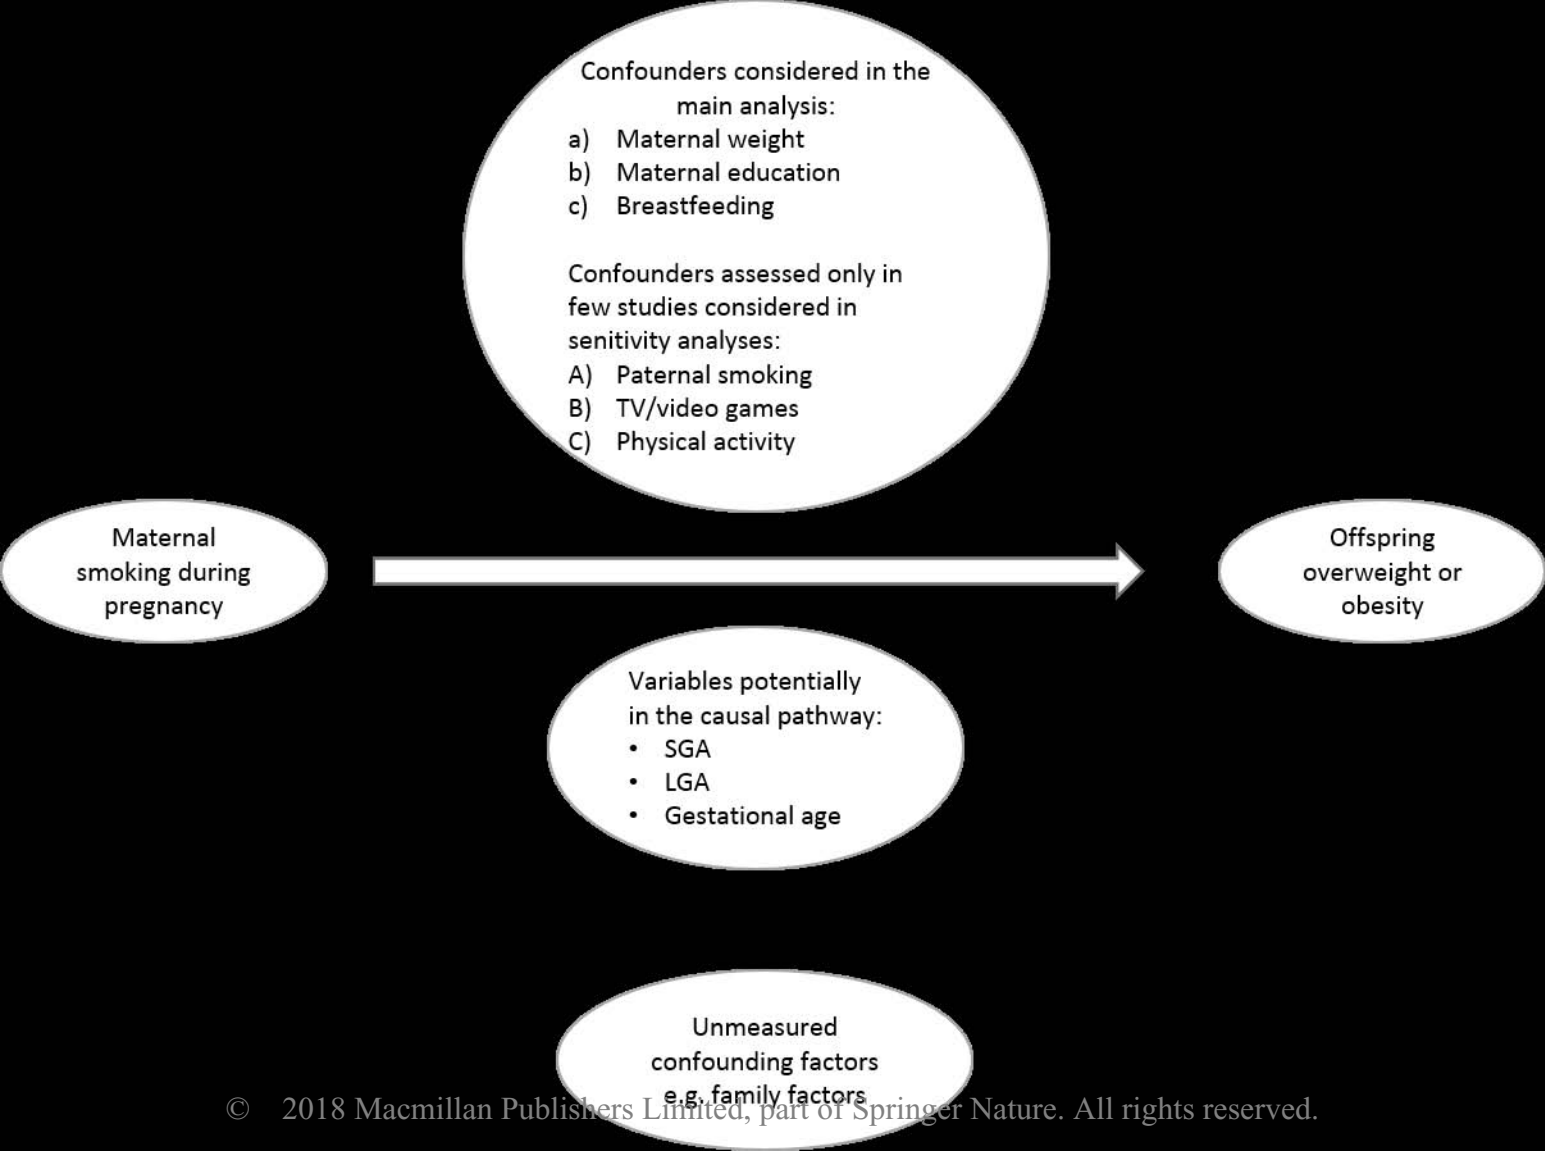 Confounders considered in the
main analysis:
a) Maternal weight
b) Maternal education
c) Breastfeeding
Confounders assessed only in
few studies considered in
senitivity analyses:
A) Paternal smoking
B) TV/video games
C) Physical activity
Maternal
smoking during
pregnancy
Offspring
overweight or
obesity
Variables potentially
in the causal pathway:
• SGA
• LGA
• Gestational age
Unmeasured
confounding factors
e.g. family factors
© 2018 Macmillan Publishers Limited, part of Springer Nature. All rights reserved.